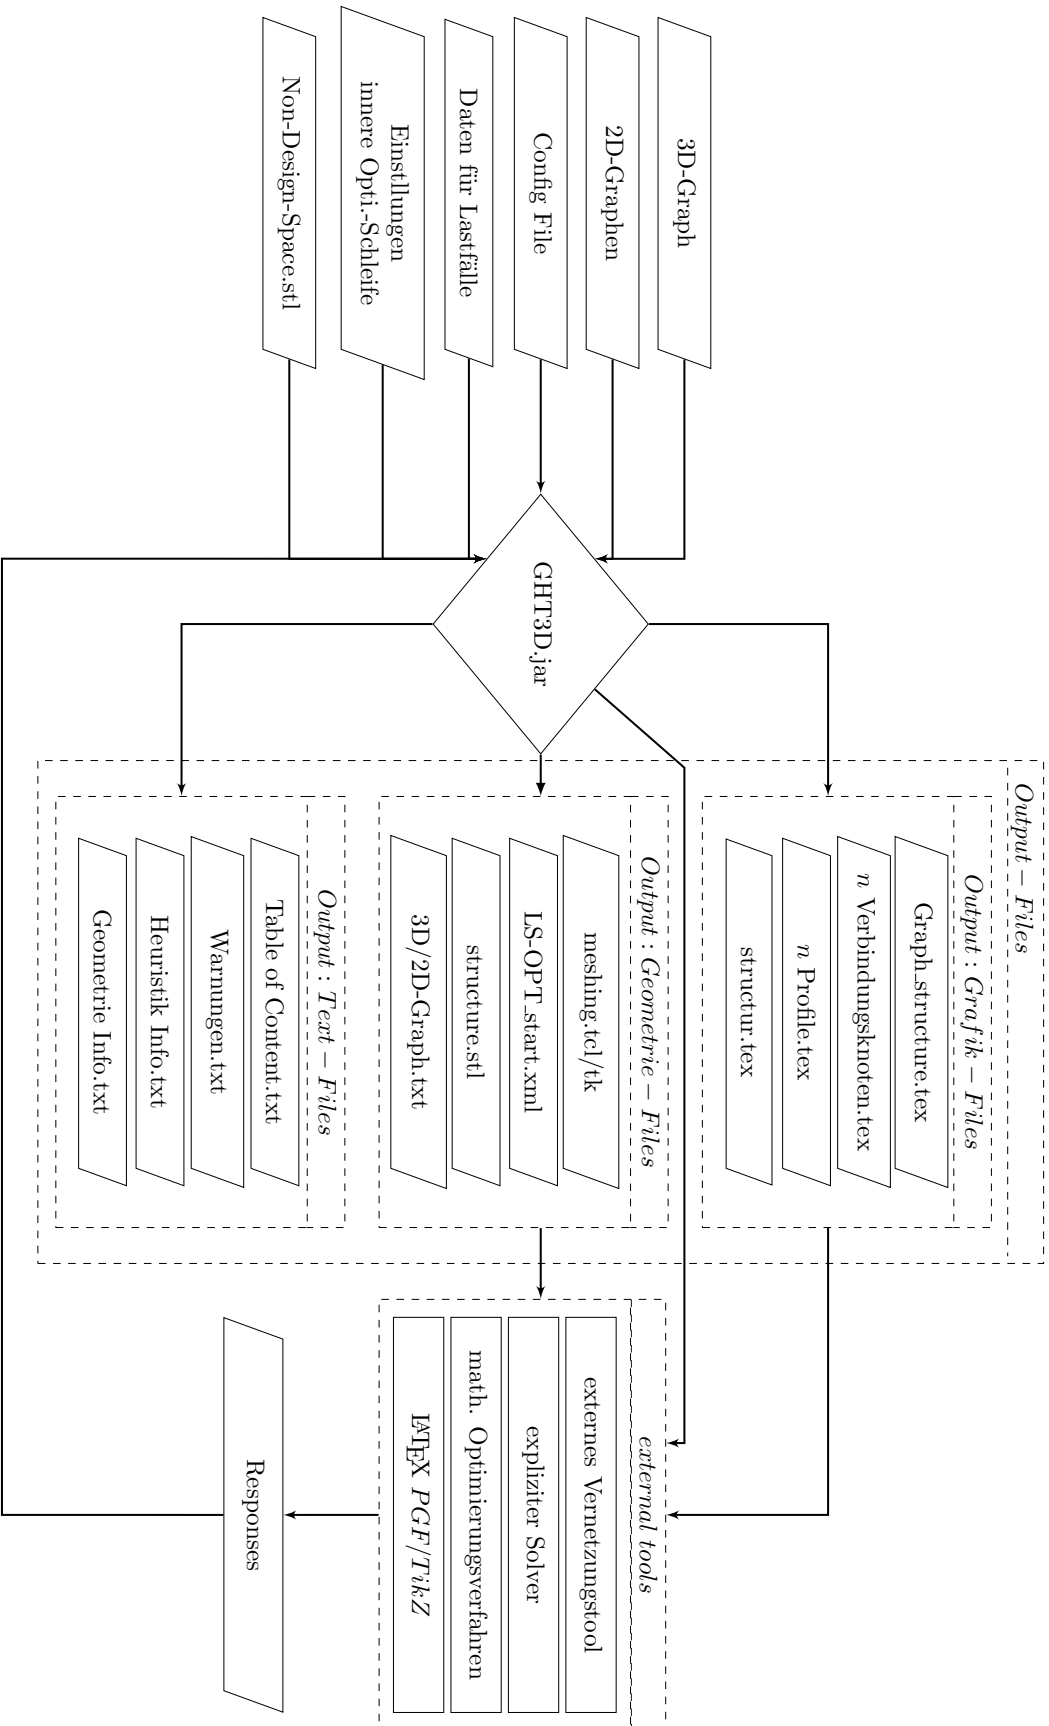 3D-Graph
2D-Graphen
Config File
Daten für Lastfälle
Einstllungen
innere Opti.-Schleife
Non-Design-Space.stl
GHT3D.jar
Output − Files
Output : Grafik − Files
Graph_structure.tex
n Verbindungsknoten.tex
n Profile.tex
structur.tex
Output : Geometrie − Files
meshing.tcl/tk
LS-OPT_start.xml
structure.stl
3D/2D-Graph.txt
Output : Text − Files
Table of Content.txt
Warnungen.txt
Heuristik Info.txt
Geometrie Info.txt
external tools
externes Vernetzungstool
expliziter Solver
math. Optimierungsverfahren
LATEX PGF/TikZ
Responses